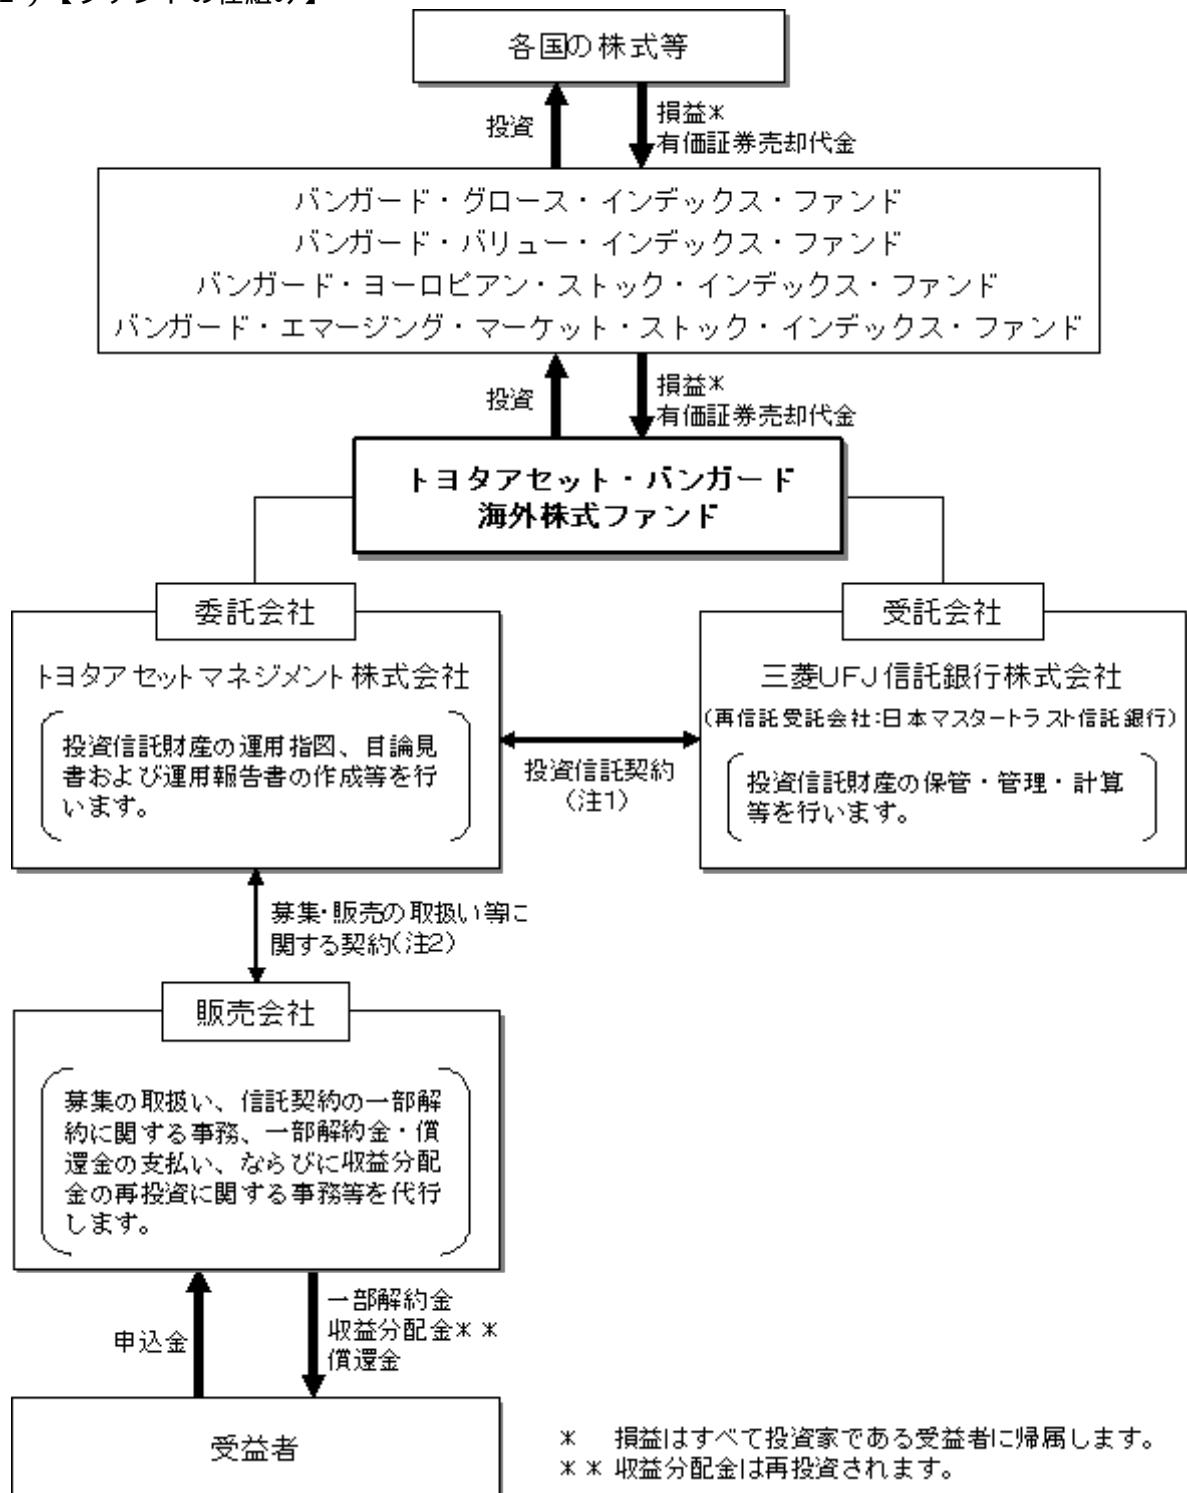 【ファンドの仕組み】
各国の株式等
投資
損益*
有価証券売却代金
バンガード・グロース・インデックス・ファンド
バンガード・バリュー・インデックス・ファンド
バンガード・ヨーロピアン・ストック・インデックス・ファンド
バンガード・エマージング・マーケット・ストック・インデックス・ファンド
投資
損益*
有価証券売却代金
トヨタアセット・バンガード
海外株式ファンド
委託会社
トヨタアセットマネジメント株式会社
投資信託財産の運用指図、目論見
書および運用報告書の作成等を行
います。
投資信託契約
(注1)
受託会社
三菱UFJ信託銀行株式会社
(再信託受託会社:日本マスタートラスト信託銀行)
投資信託財産の保管・管理・計算
等を行います。
募集・販売の取扱い等に
関する契約(注2)
販売会社
募集の取扱い、信託契約の一部解
約に関する事務、一部解約金・償
還金の支払い、ならびに収益分配
金の再投資に関する事務等を代行
します。
申込金
一部解約金
収益分配金**
償還金
受益者
* 損益はすべて投資家である受益者に帰属します。
** 収益分配金は再投資されます。